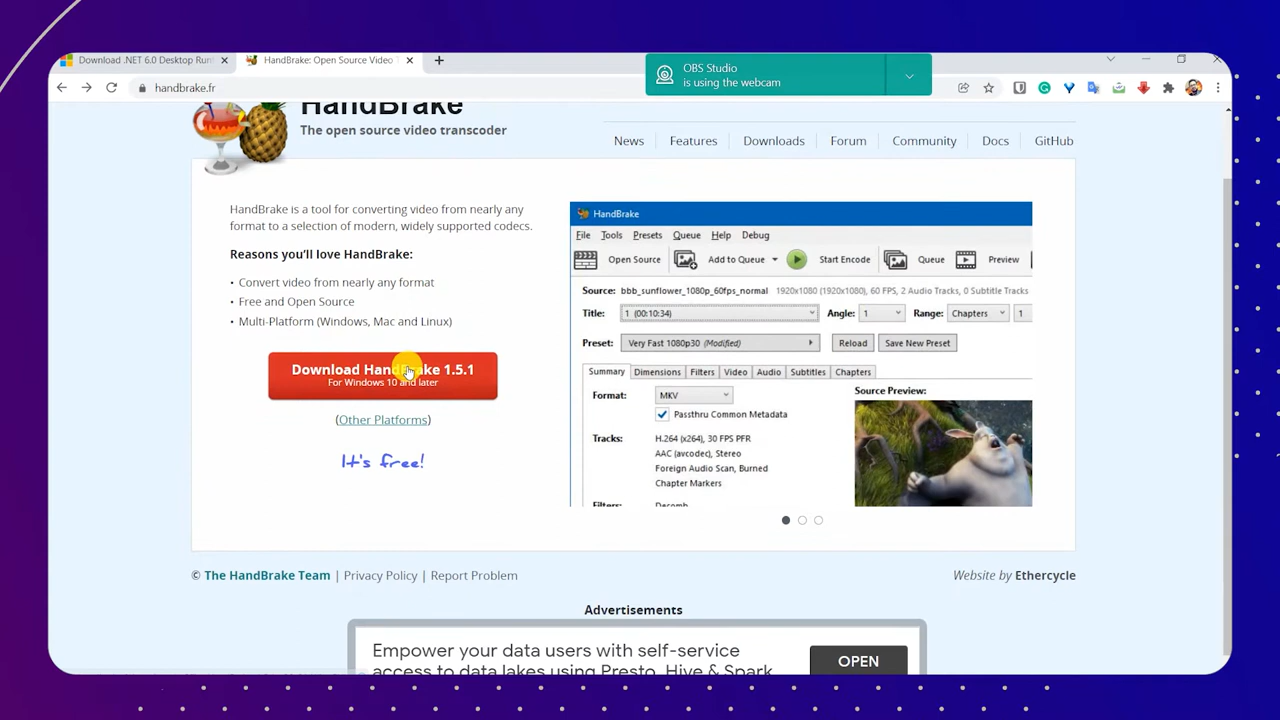 Download .NET 6.0 Desktop Run
HandBrake: Open Source Video T
OBS Studio
is using the webcam
handbrake.fr
HandBrake
The open source video transcoder
News
Features
Downloads
Forum
Community
Docs
GitHub
HandBrake is a tool for converting video from nearly any
format to a selection of modern, widely supported codecs.
Reasons you'll love HandBrake:
• Convert video from nearly any format
• Free and Open Source
• Multi-Platform (Windows, Mac and Linux)
Download HandBrake 1.5.1
For Windows 10 and later
(Other Platforms)
It's free!
HandBrake
File Tools Presets Queue Help Debug
Open Source Add to Queue Start Encode Queue Preview
Source: bbb_sunflower_1080p_60fps_normal 1920x1080 (1920x1080), 60 FPS, 2 Audio Tracks, 0 Subtitle Tracks
Title: 1 (00:10:34) Angle: 1 Range: Chapters 1
Preset: Very Fast 1080p30 (Modified) Reload Save New Preset
Summary Dimensions Filters Video Audio Subtitles Chapters
Format: MKV
Source Preview:
Passthru Common Metadata
Tracks: H.264 (x264), 30 FPS PFR
AAC (avcodec), Stereo
Foreign Audio Scan, Burned
Chapter Markers
Filters: Decomb
© The HandBrake Team | Privacy Policy | Report Problem
Website by Ethercycle
Advertisements
Empower your data users with self-service
access to data lakes using Presto, Hive & Spark
OPEN